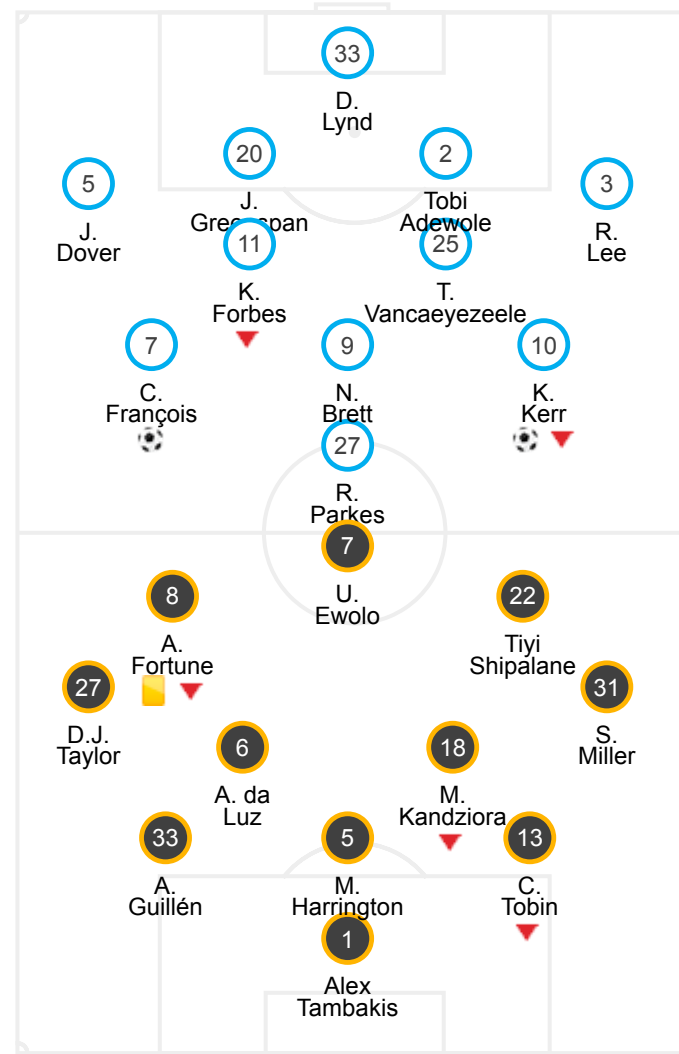 33
D.
Lynd
20
2
5
3
J.
Greenspan
Tobi
Adewole
J.
Dover
R.
Lee
11
25
K.
Forbes
T.
Vancaeyezeele
7
9
10
C.
François
N.
Brett
K.
Kerr
27
R.
Parkes
7
U.
Ewolo
8
22
A.
Fortune
Tiyi
Shipalane
27
31
D.J.
Taylor
S.
Miller
6
18
A. da
Luz
M.
Kandziora
33
5
13
A.
Guillén
M.
Harrington
C.
Tobin
1
Alex
Tambakis